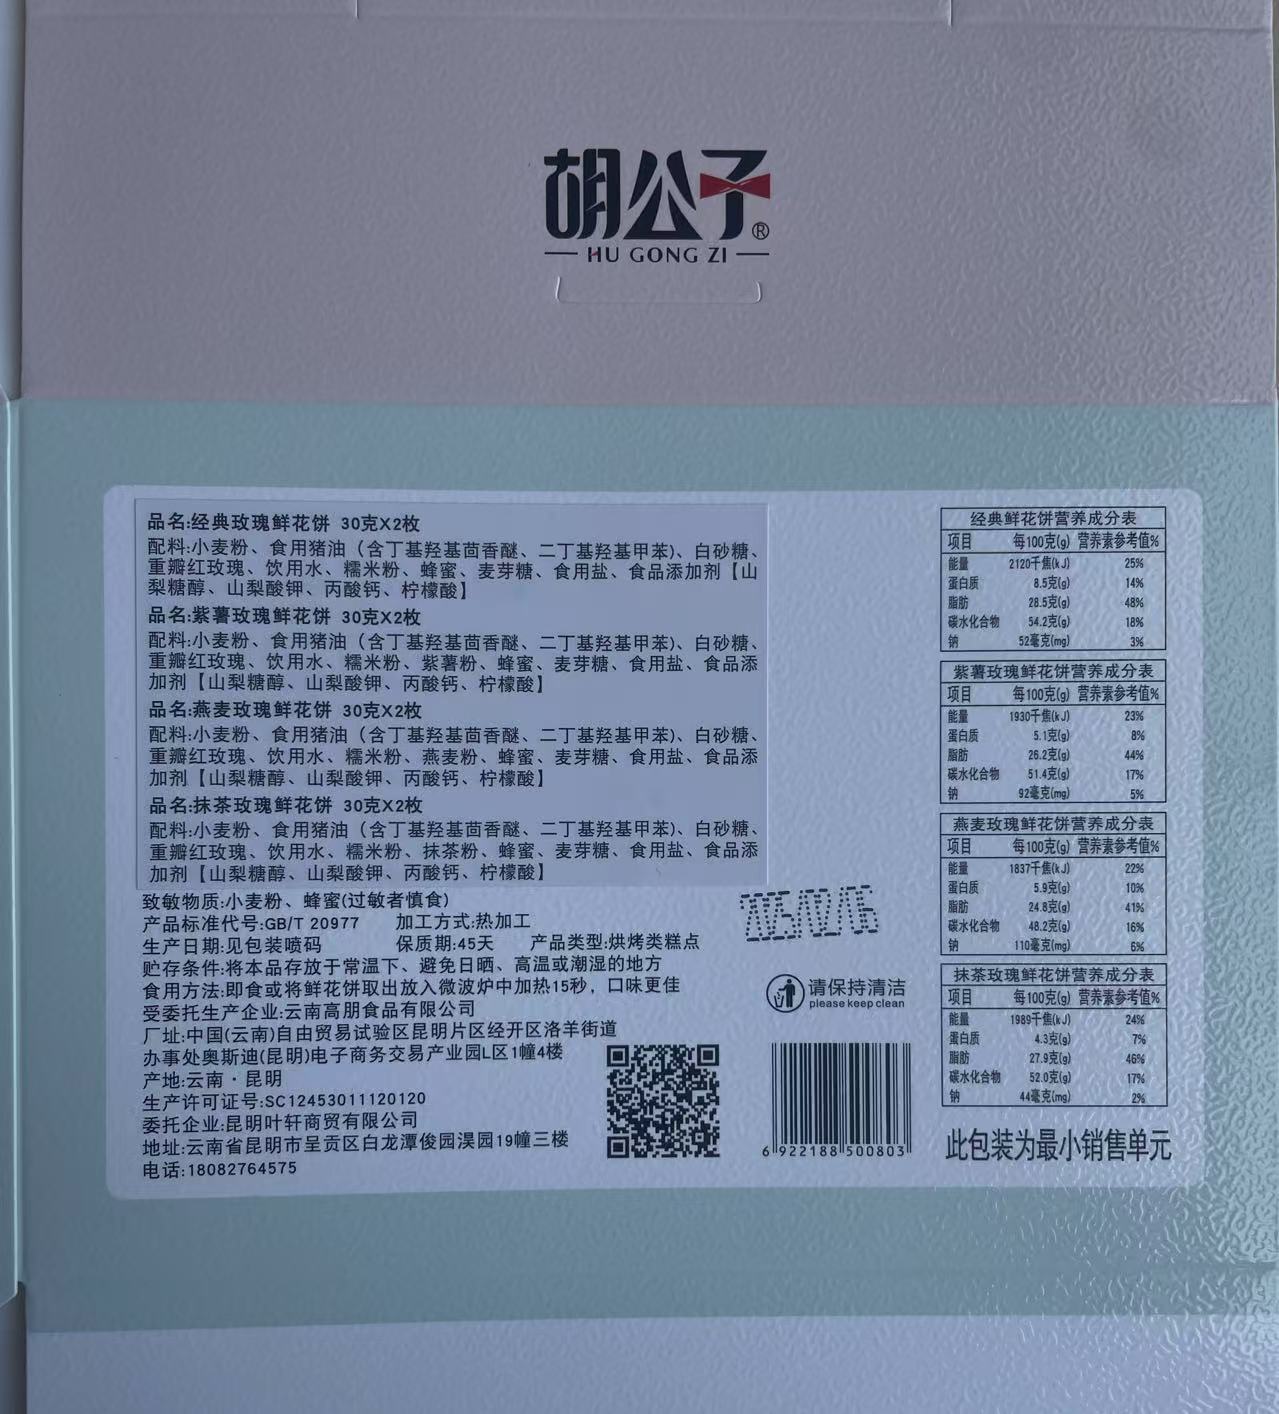 胡公子®
HU GONG ZI
品名:经典玫瑰鲜花饼 30克X2枚
配料:小麦粉、食用猪油（含丁基羟基茴香醚、二丁基羟基甲苯)、白砂糖、
重瓣红玫瑰、饮用水、糯米粉、蜂蜜、麦芽糖、食用盐、食品添加剂【山
梨糖醇、山梨酸钾、丙酸钙、柠檬酸】
品名:紫薯玫瑰鲜花饼 30克X2枚
配料:小麦粉、食用猪油（含丁基羟基茴香醚、二丁基羟基甲苯)、白砂糖、
重瓣红玫瑰、饮用水、糯米粉、紫薯粉、蜂蜜、麦芽糖、食用盐、食品添
加剂【山梨糖醇、山梨酸钾、丙酸钙、柠檬酸】
品名:燕麦玫瑰鲜花饼 30克X2枚
配料:小麦粉、食用猪油（含丁基羟基茴香醚、二丁基羟基甲苯)、白砂糖、
重瓣红玫瑰、饮用水、糯米粉、燕麦粉、蜂蜜、麦芽糖、食用盐、食品添
加剂【山梨糖醇、山梨酸钾、丙酸钙、柠檬酸】
品名:抹茶玫瑰鲜花饼 30克X2枚
配料:小麦粉、食用猪油（含丁基羟基茴香醚、二丁基羟基甲苯)、白砂糖、
重瓣红玫瑰、饮用水、糯米粉、抹茶粉、蜂蜜、麦芽糖、食用盐、食品添
加剂【山梨糖醇、山梨酸钾、丙酸钙、柠檬酸】
致敏物质:小麦粉、蜂蜜(过敏者慎食)
产品标准代号:GB/T 20977 加工方式:热加工
生产日期:见包装喷码 保质期:45天 产品类型:烘烤类糕点
贮存条件:将本品存放于常温下、避免日晒、高温或潮湿的地方
食用方法:即食或将鲜花饼取出放入微波炉中加热15秒，口味更佳
受委托生产企业:云南高朋食品有限公司
厂址:中国(云南)自由贸易试验区昆明片区经开区洛羊街道
办事处奥斯迪(昆明)电子商务交易产业园L区1幢4楼
产地:云南·昆明
生产许可证号:SC12453011120120
委托企业:昆明叶轩商贸有限公司
地址:云南省昆明市呈贡区白龙潭俊园淏园19幢三楼
电话:18082764575
2025/02/16
请保持清洁
please keep clean
6 922188 500803
经典鲜花饼营养成分表
项目 每100克(g) 营养素参考值%
能量 2120千焦(kJ) 25%
蛋白质 8.5克(g) 14%
脂肪 28.5克(g) 48%
碳水化合物 54.2克(g) 18%
钠 52毫克(mg) 3%
紫薯玫瑰鲜花饼营养成分表
项目 每100克(g) 营养素参考值%
能量 1930千焦(kJ) 23%
蛋白质 5.1克(g) 8%
脂肪 26.2克(g) 44%
碳水化合物 51.4克(g) 17%
钠 92毫克(mg) 5%
燕麦玫瑰鲜花饼营养成分表
项目 每100克(g) 营养素参考值%
能量 1837千焦(kJ) 22%
蛋白质 5.9克(g) 10%
脂肪 24.8克(g) 41%
碳水化合物 48.2克(g) 16%
钠 110毫克(mg) 6%
抹茶玫瑰鲜花饼营养成分表
项目 每100克(g) 营养素参考值%
能量 1989千焦(kJ) 24%
蛋白质 4.3克(g) 7%
脂肪 27.9克(g) 46%
碳水化合物 52.0克(g) 17%
钠 44毫克(mg) 2%
此包装为最小销售单元